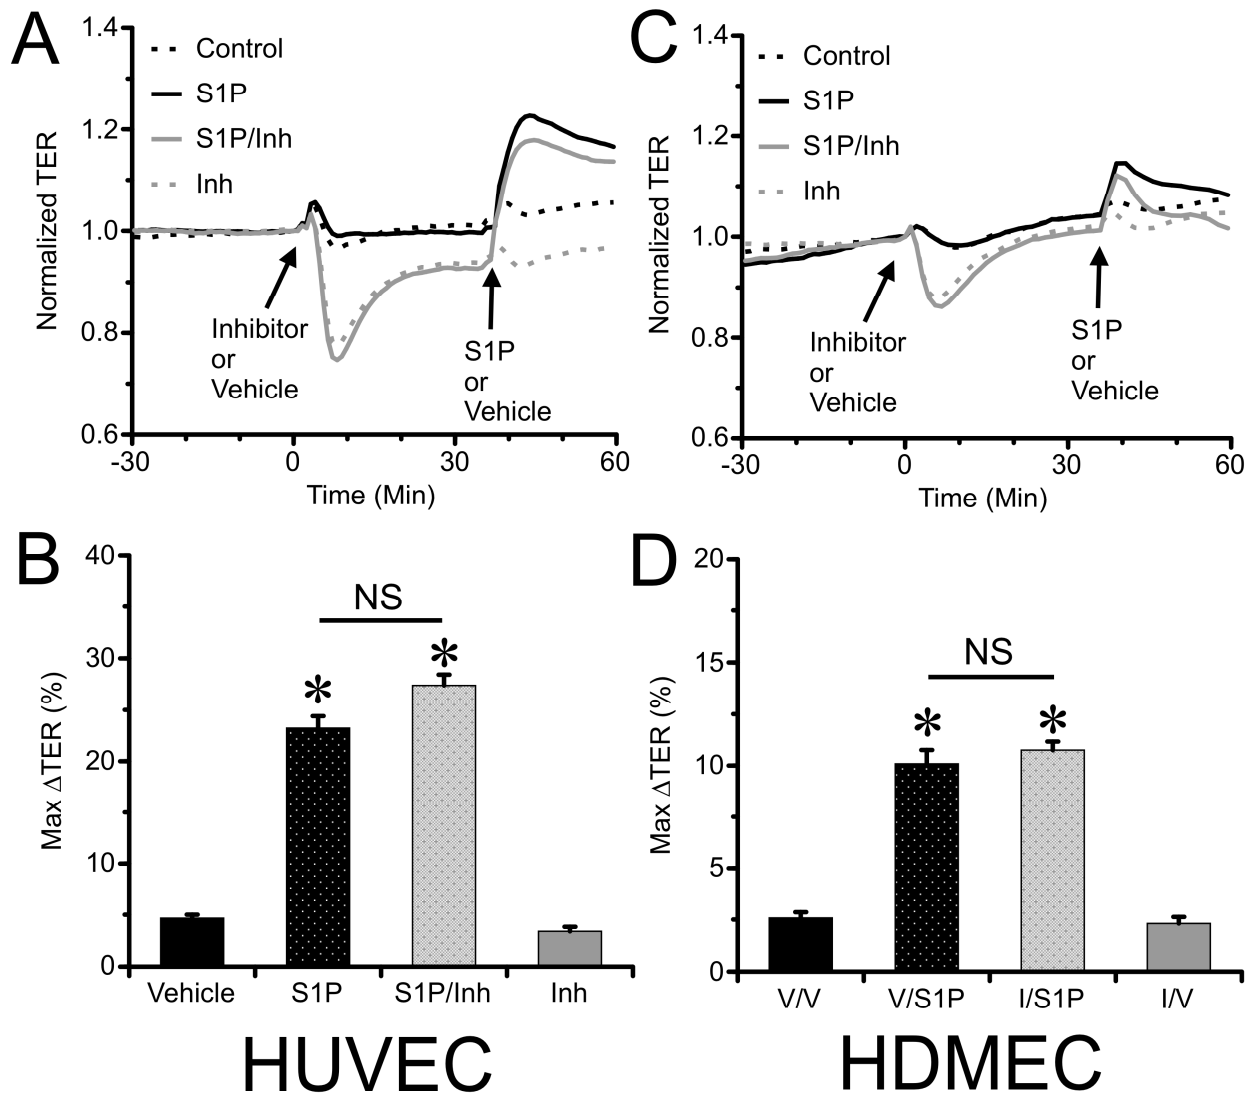 A
1.4
1.2
1.0
0.8
0.6
Normalized TER
Control
S1P
S1P/Inh
Inh
Inhibitor
or
Vehicle
S1P
or
Vehicle
-30 0 30 60
Time (Min)
C
1.4
1.2
1.0
0.8
0.6
Normalized TER
Control
S1P
S1P/Inh
Inh
Inhibitor
or
Vehicle
S1P
or
Vehicle
-30 0 30 60
Time (Min)
B
40
30
20
10
0
Max ΔTER (%)
NS
* *
Vehicle S1P S1P/Inh Inh
HUVEC
D
20
15
10
5
0
Max ΔTER (%)
NS
* *
V/V V/S1P I/S1P I/V
HDMEC